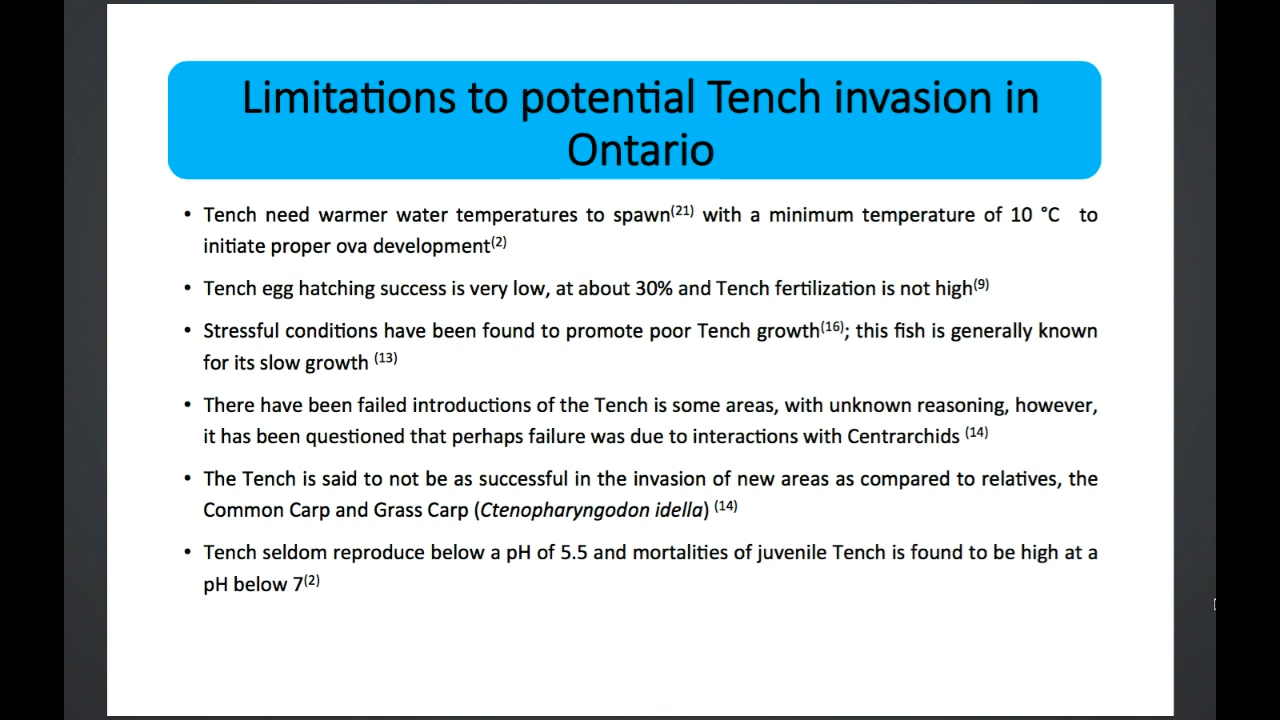 Limitations to potential Tench invasion in
Ontario
• Tench need warmer water temperatures to spawn(21) with a minimum temperature of 10 °C to
initiate proper ova development(2)
• Tench egg hatching success is very low, at about 30% and Tench fertilization is not high(9)
• Stressful conditions have been found to promote poor Tench growth(16); this fish is generally known
for its slow growth (13)
• There have been failed introductions of the Tench is some areas, with unknown reasoning, however,
it has been questioned that perhaps failure was due to interactions with Centrarchids (14)
• The Tench is said to not be as successful in the invasion of new areas as compared to relatives, the
Common Carp and Grass Carp (Ctenopharyngodon idella) (14)
• Tench seldom reproduce below a pH of 5.5 and mortalities of juvenile Tench is found to be high at a
pH below 7(2)